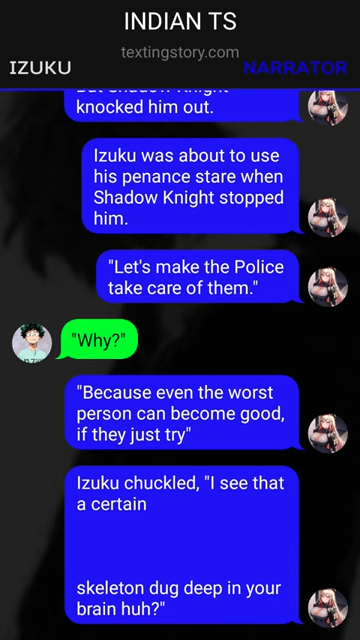 INDIAN TS
textingstory.com
IZUKU
NARRATOR
But Shadow Knight
knocked him out.
Izuku was about to use
his penance stare when
Shadow Knight stopped
him.
"Let's make the Police
take care of them."
"Why?"
"Because even the worst
person can become good,
if they just try"
Izuku chuckled, "I see that
a certain
skeleton dug deep in your
brain huh?"